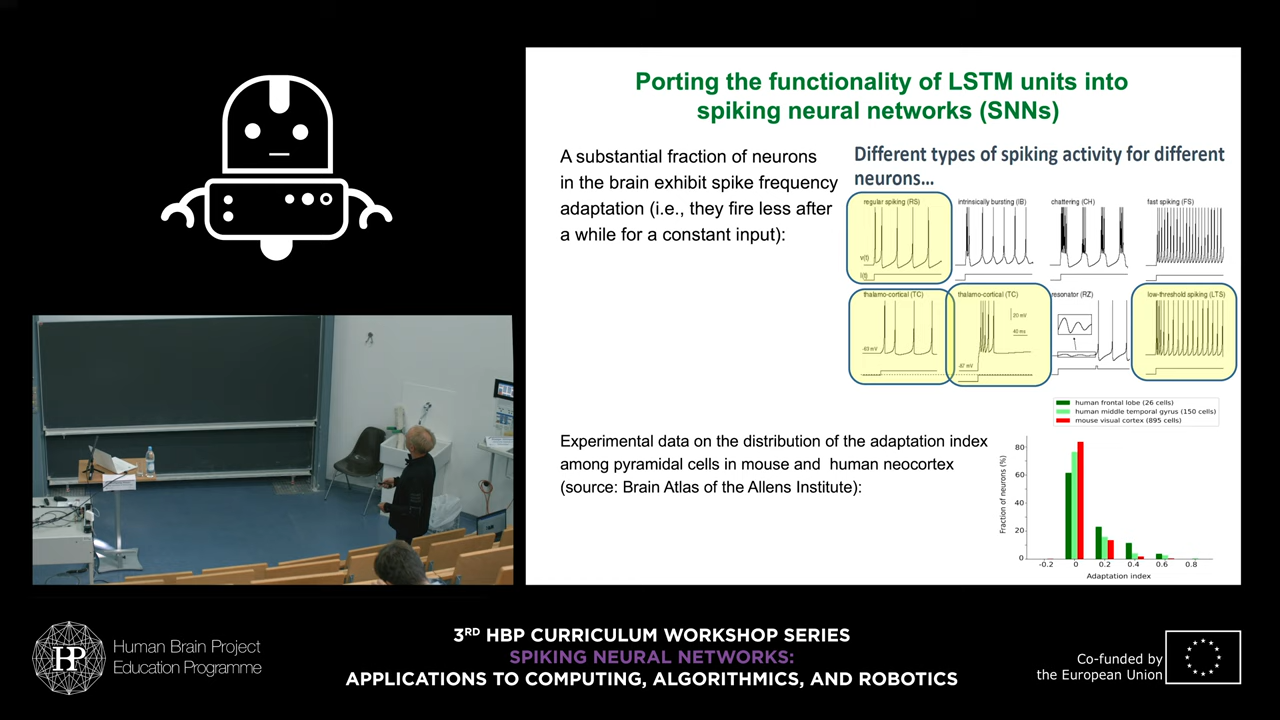 Porting the functionality of LSTM units into
spiking neural networks (SNNs)
A substantial fraction of neurons
in the brain exhibit spike frequency
adaptation (i.e., they fire less after
a while for a constant input):
Different types of spiking activity for different
neurons...
regular spiking (RS)
intrinsically bursting (IB)
chattering (CH)
fast spiking (FS)
v(t)
I(t)
thalamo-cortical (TC)
thalamo-cortical (TC)
resonator (RZ)
low-threshold spiking (LTS)
20 mV
40 ms
-63 mV
-87 mV
human frontal lobe (26 cells)
human middle temporal gyrus (150 cells)
mouse visual cortex (895 cells)
Experimental data on the distribution of the adaptation index
among pyramidal cells in mouse and human neocortex
(source: Brain Atlas of the Allens Institute):
Fraction of neurons (%)
80
60
40
20
0
-0.2 0 0.2 0.4 0.6 0.8
Adaptation index
HP
Human Brain Project
Education Programme
3RD HBP CURRICULUM WORKSHOP SERIES
SPIKING NEURAL NETWORKS:
APPLICATIONS TO COMPUTING, ALGORITHMICS, AND ROBOTICS
Co-funded by
the European Union